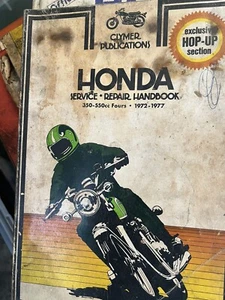 CLYMER
PUBLICATIONS
exclusive
HOP-UP
section
HONDA
SERVICE • REPAIR HANDBOOK
350-550cc Fours • 1972-1977